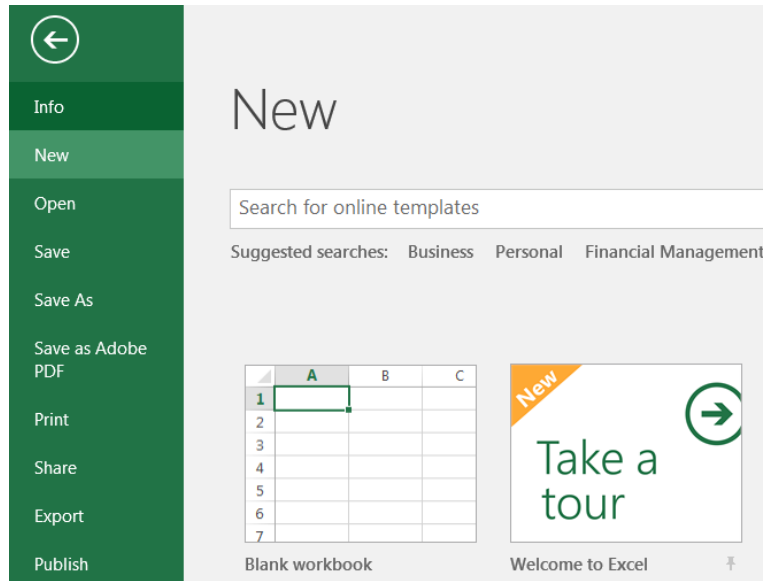 Info
New
Open
Save
Save As
Save as Adobe
PDF
Print
Share
Export
Publish
New
Search for online templates
Suggested searches: Business Personal Financial Management
A B C
1
2
3
4
5
6
7
Blank workbook
New
Take a
tour
Welcome to Excel